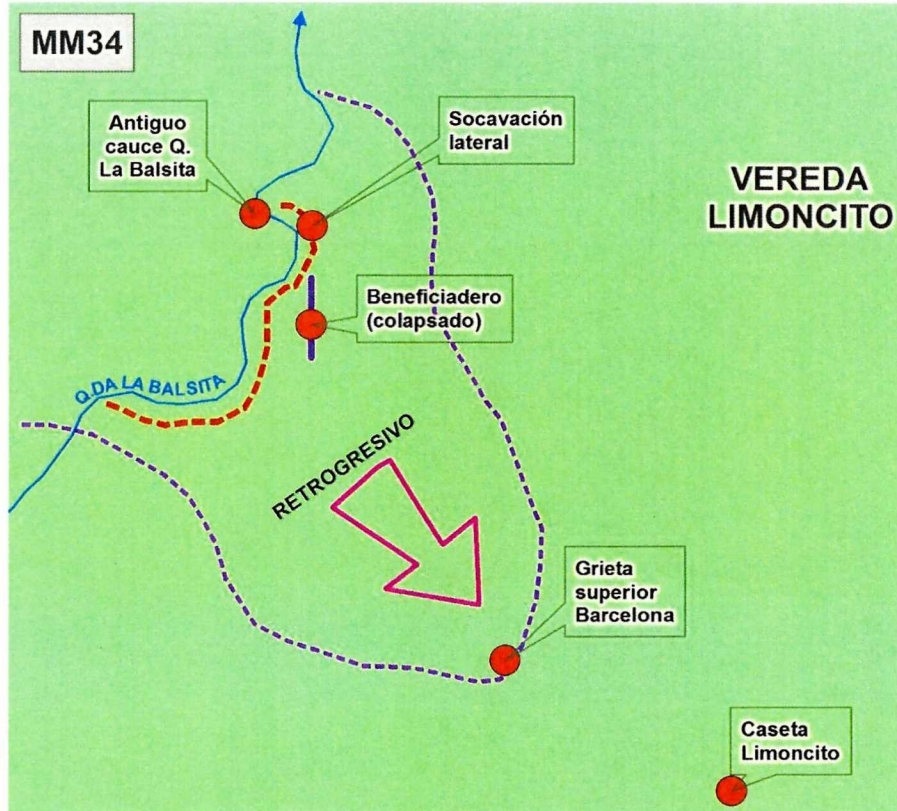 MM34
Antiguo
cauce Q.
La Balsita
Socavación
lateral
VEREDA
LIMONCITO
Beneficiadero
(colapsado)
Q.DA LA BALSITA
RETROGRESIVO
Grieta
superior
Barcelona
Caseta
Limoncito